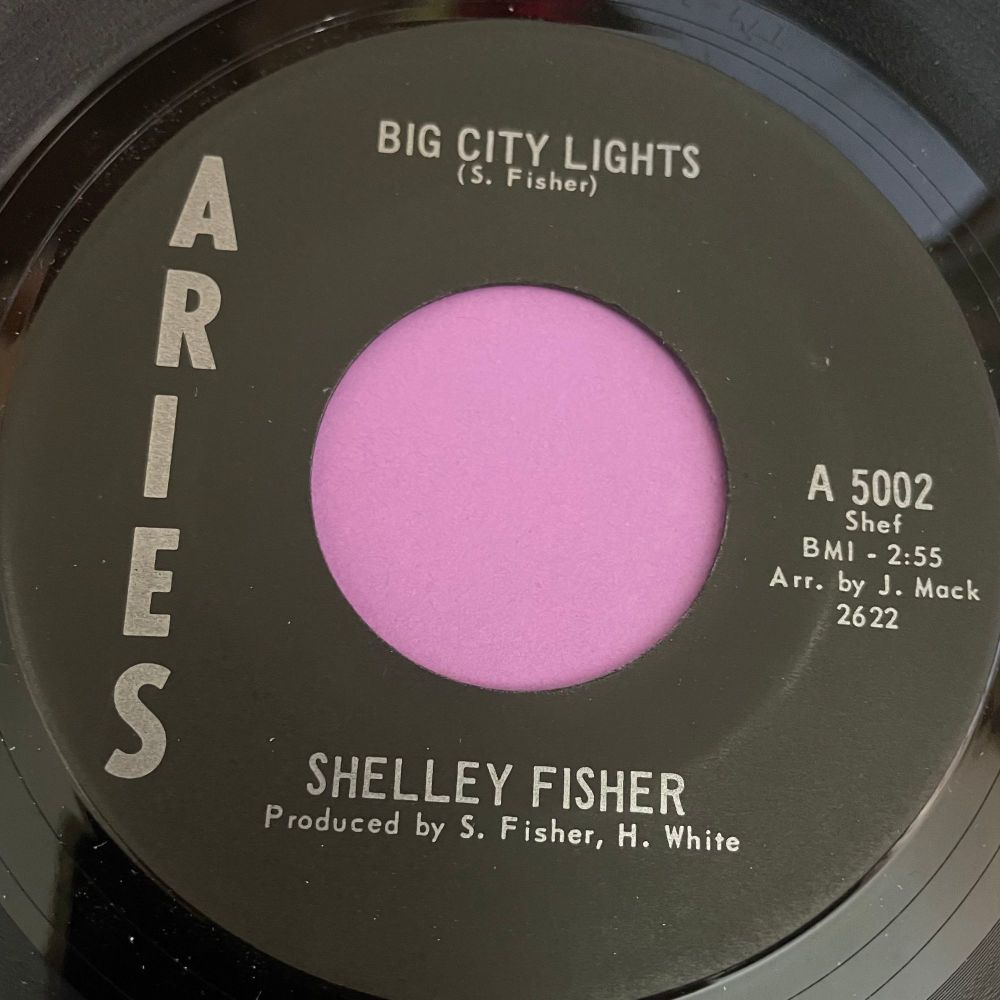 BIG CITY LIGHTS
(S. Fisher)
ARIES
A 5002
Shef
BMI - 2:55
Arr. by J. Mack
2622
SHELLEY FISHER
Produced by S. Fisher, H. White